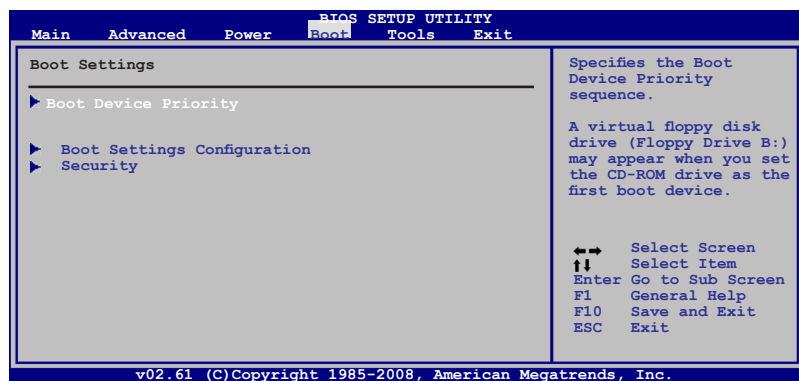 BIOS SETUP UTILITY
Main Advanced Power Boot Tools Exit
Boot Settings
Boot Device Priority
Boot Settings Configuration
Security
Specifies the Boot
Device Priority
sequence.
A virtual floppy disk
drive (Floppy Drive B:)
may appear when you set
the CD-ROM drive as the
first boot device.
←→ Select Screen
↑↓ Select Item
Enter Go to Sub Screen
F1 General Help
F10 Save and Exit
ESC Exit
v02.61 (C)Copyright 1985-2008, American Megatrends, Inc.